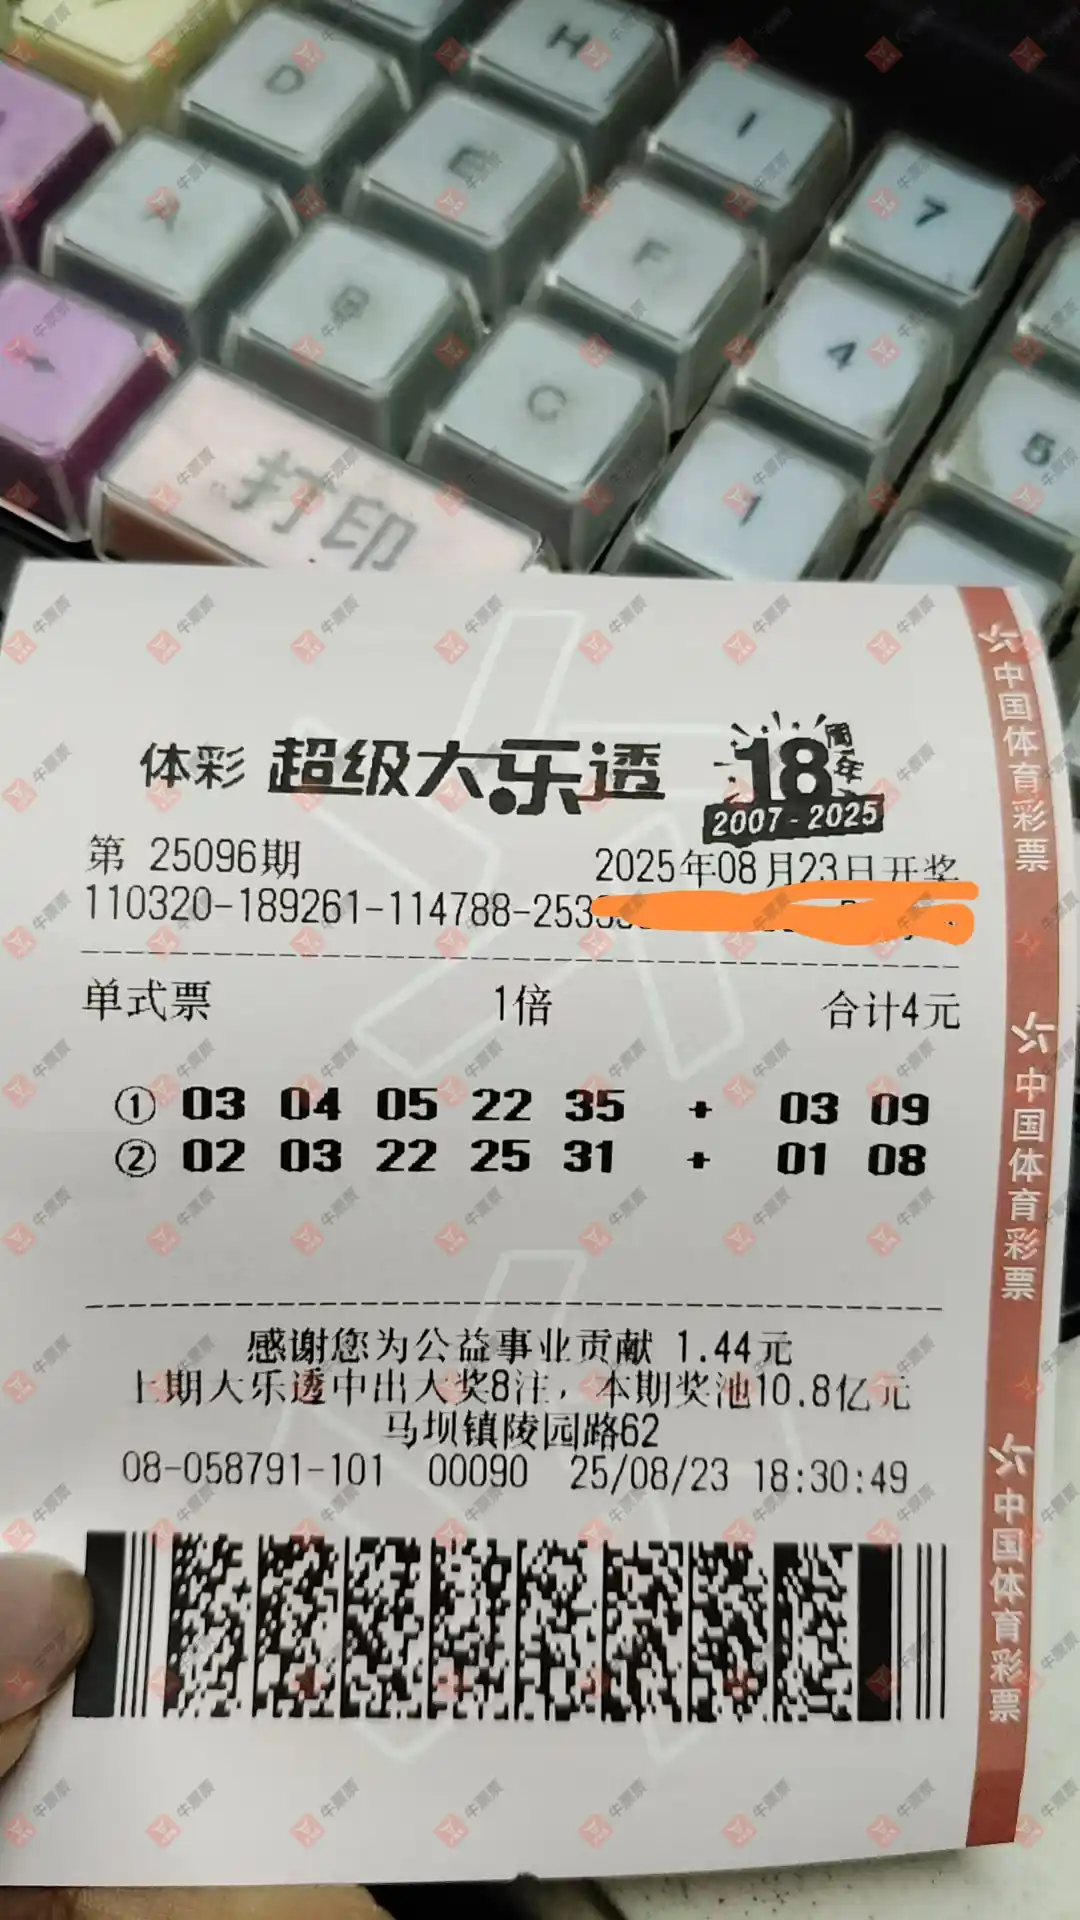 D
H
I
7
A
E
F
4
B
C
5
1
打印
体彩 超级大乐透 18周年
2007-2025
第 25096期 2025年08月23日开奖
110320-189261-114788-253
单式票 1倍 合计4元
① 03 04 05 22 35 + 03 09
② 02 03 22 25 31 + 01 08
感谢您为公益事业贡献 1.44元
上期大乐透中出大奖8注，本期奖池10.8亿元
马坝镇陵园路62
08-058791-101 00090 25/08/23 18:30:49
中国体育彩票
中国体育彩票
中国体育彩票
牛票票